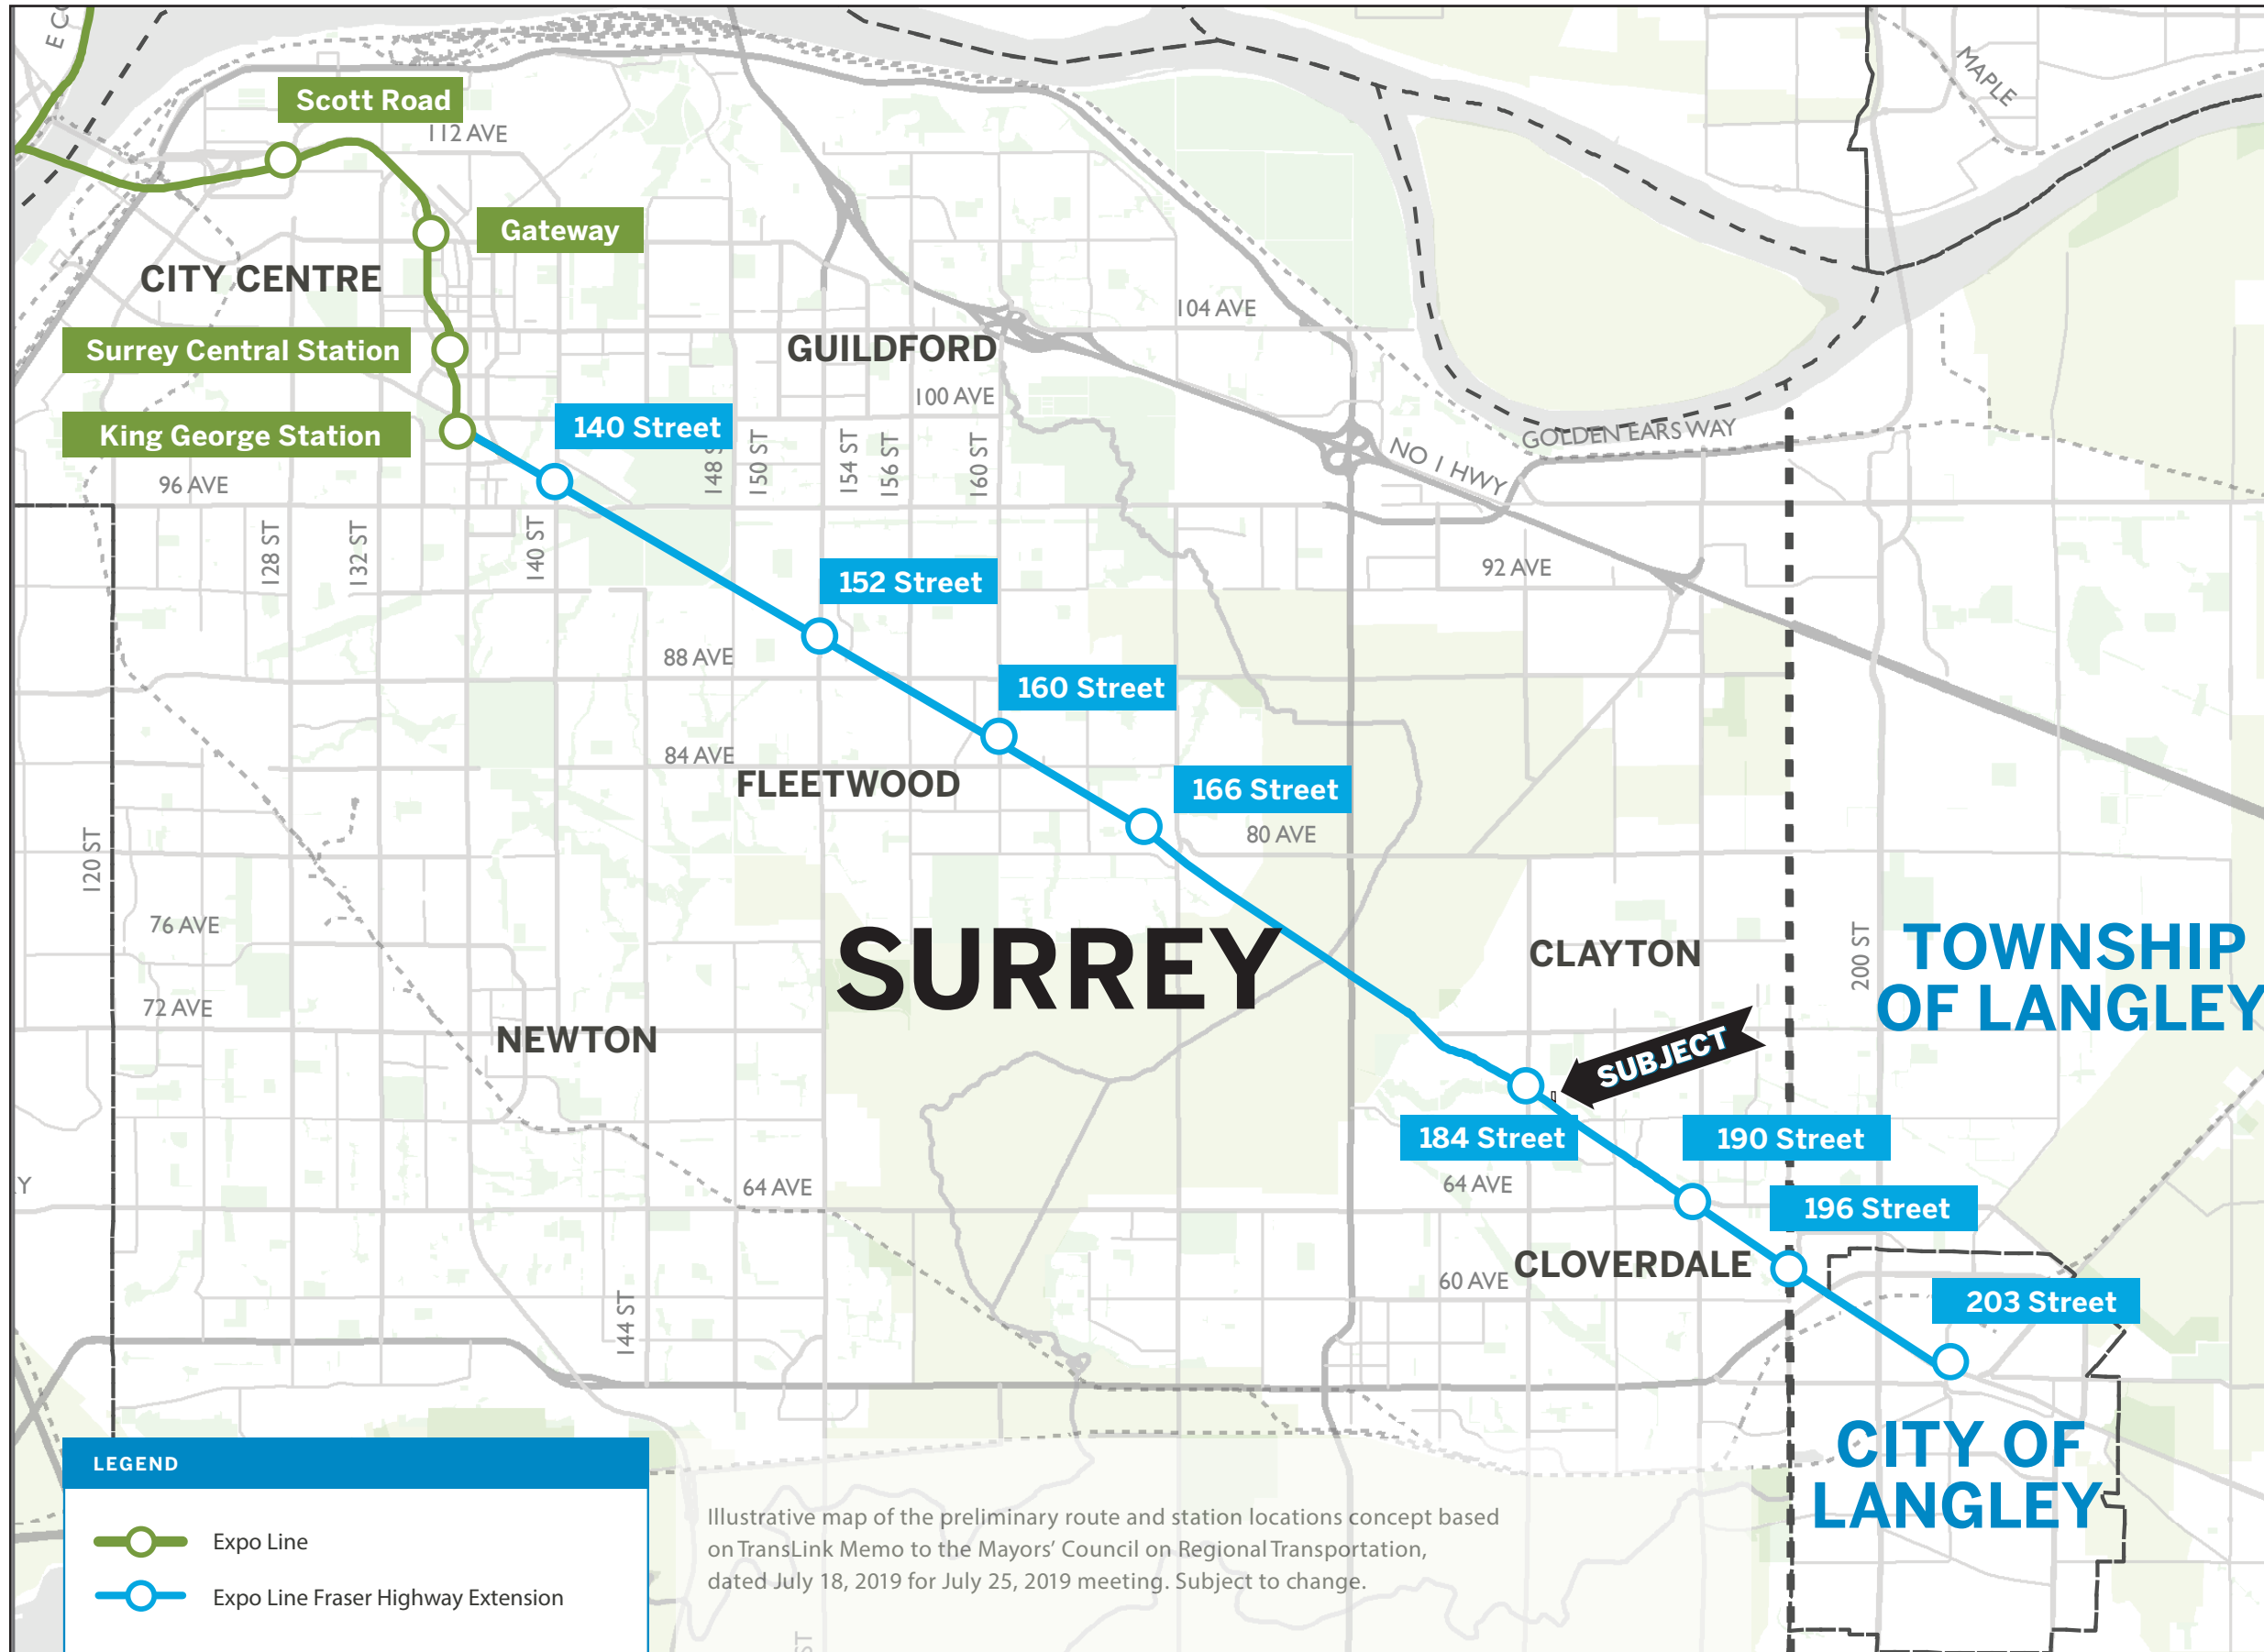 E CO
MAPLE
Scott Road
112 AVE
Gateway
CITY CENTRE
104 AVE
Surrey Central Station
GUILDFORD
100 AVE
King George Station
140 Street
GOLDEN EARS WAY
NO 1 HWY
148 S
150 ST
154 ST
156 ST
160 ST
96 AVE
128 ST
132 ST
140 ST
92 AVE
152 Street
88 AVE
160 Street
84 AVE
FLEETWOOD
166 Street
80 AVE
120 ST
76 AVE
SURREY
CLAYTON
200 ST
TOWNSHIP
OF LANGLEY
72 AVE
NEWTON
SUBJECT
184 Street
190 Street
64 AVE
64 AVE
196 Street
CLOVERDALE
60 AVE
203 Street
144 ST
CITY OF
LANGLEY
LEGEND
Expo Line
Expo Line Fraser Highway Extension
Illustrative map of the preliminary route and station locations concept based
on TransLink Memo to the Mayors' Council on Regional Transportation,
dated July 18, 2019 for July 25, 2019 meeting. Subject to change.